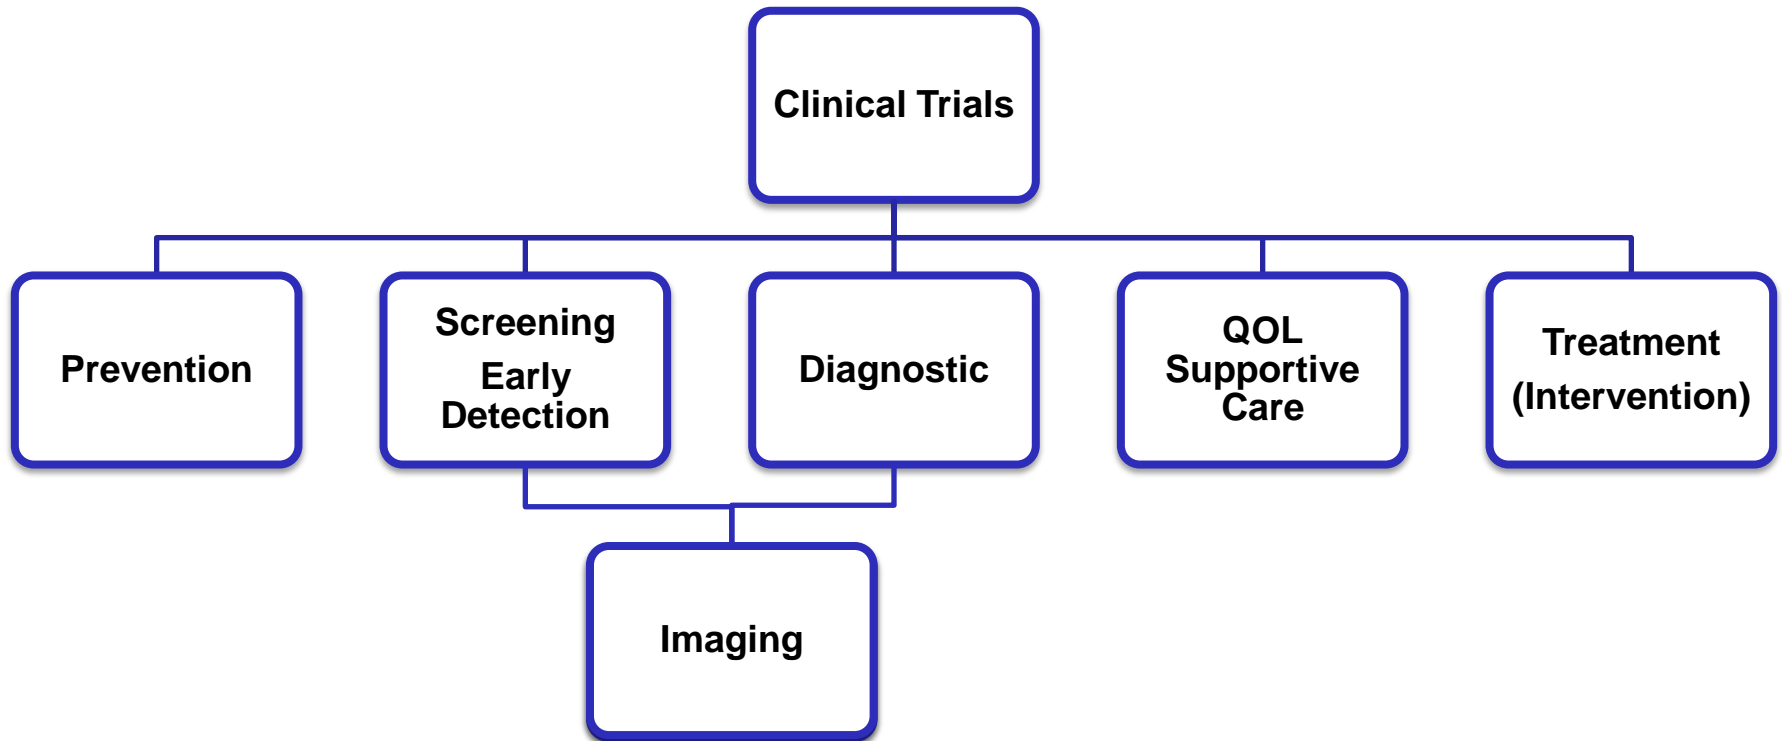 Clinical Trials
Prevention
Screening
Early
Detection
Diagnostic
QOL
Supportive
Care
Treatment
(Intervention)
Imaging